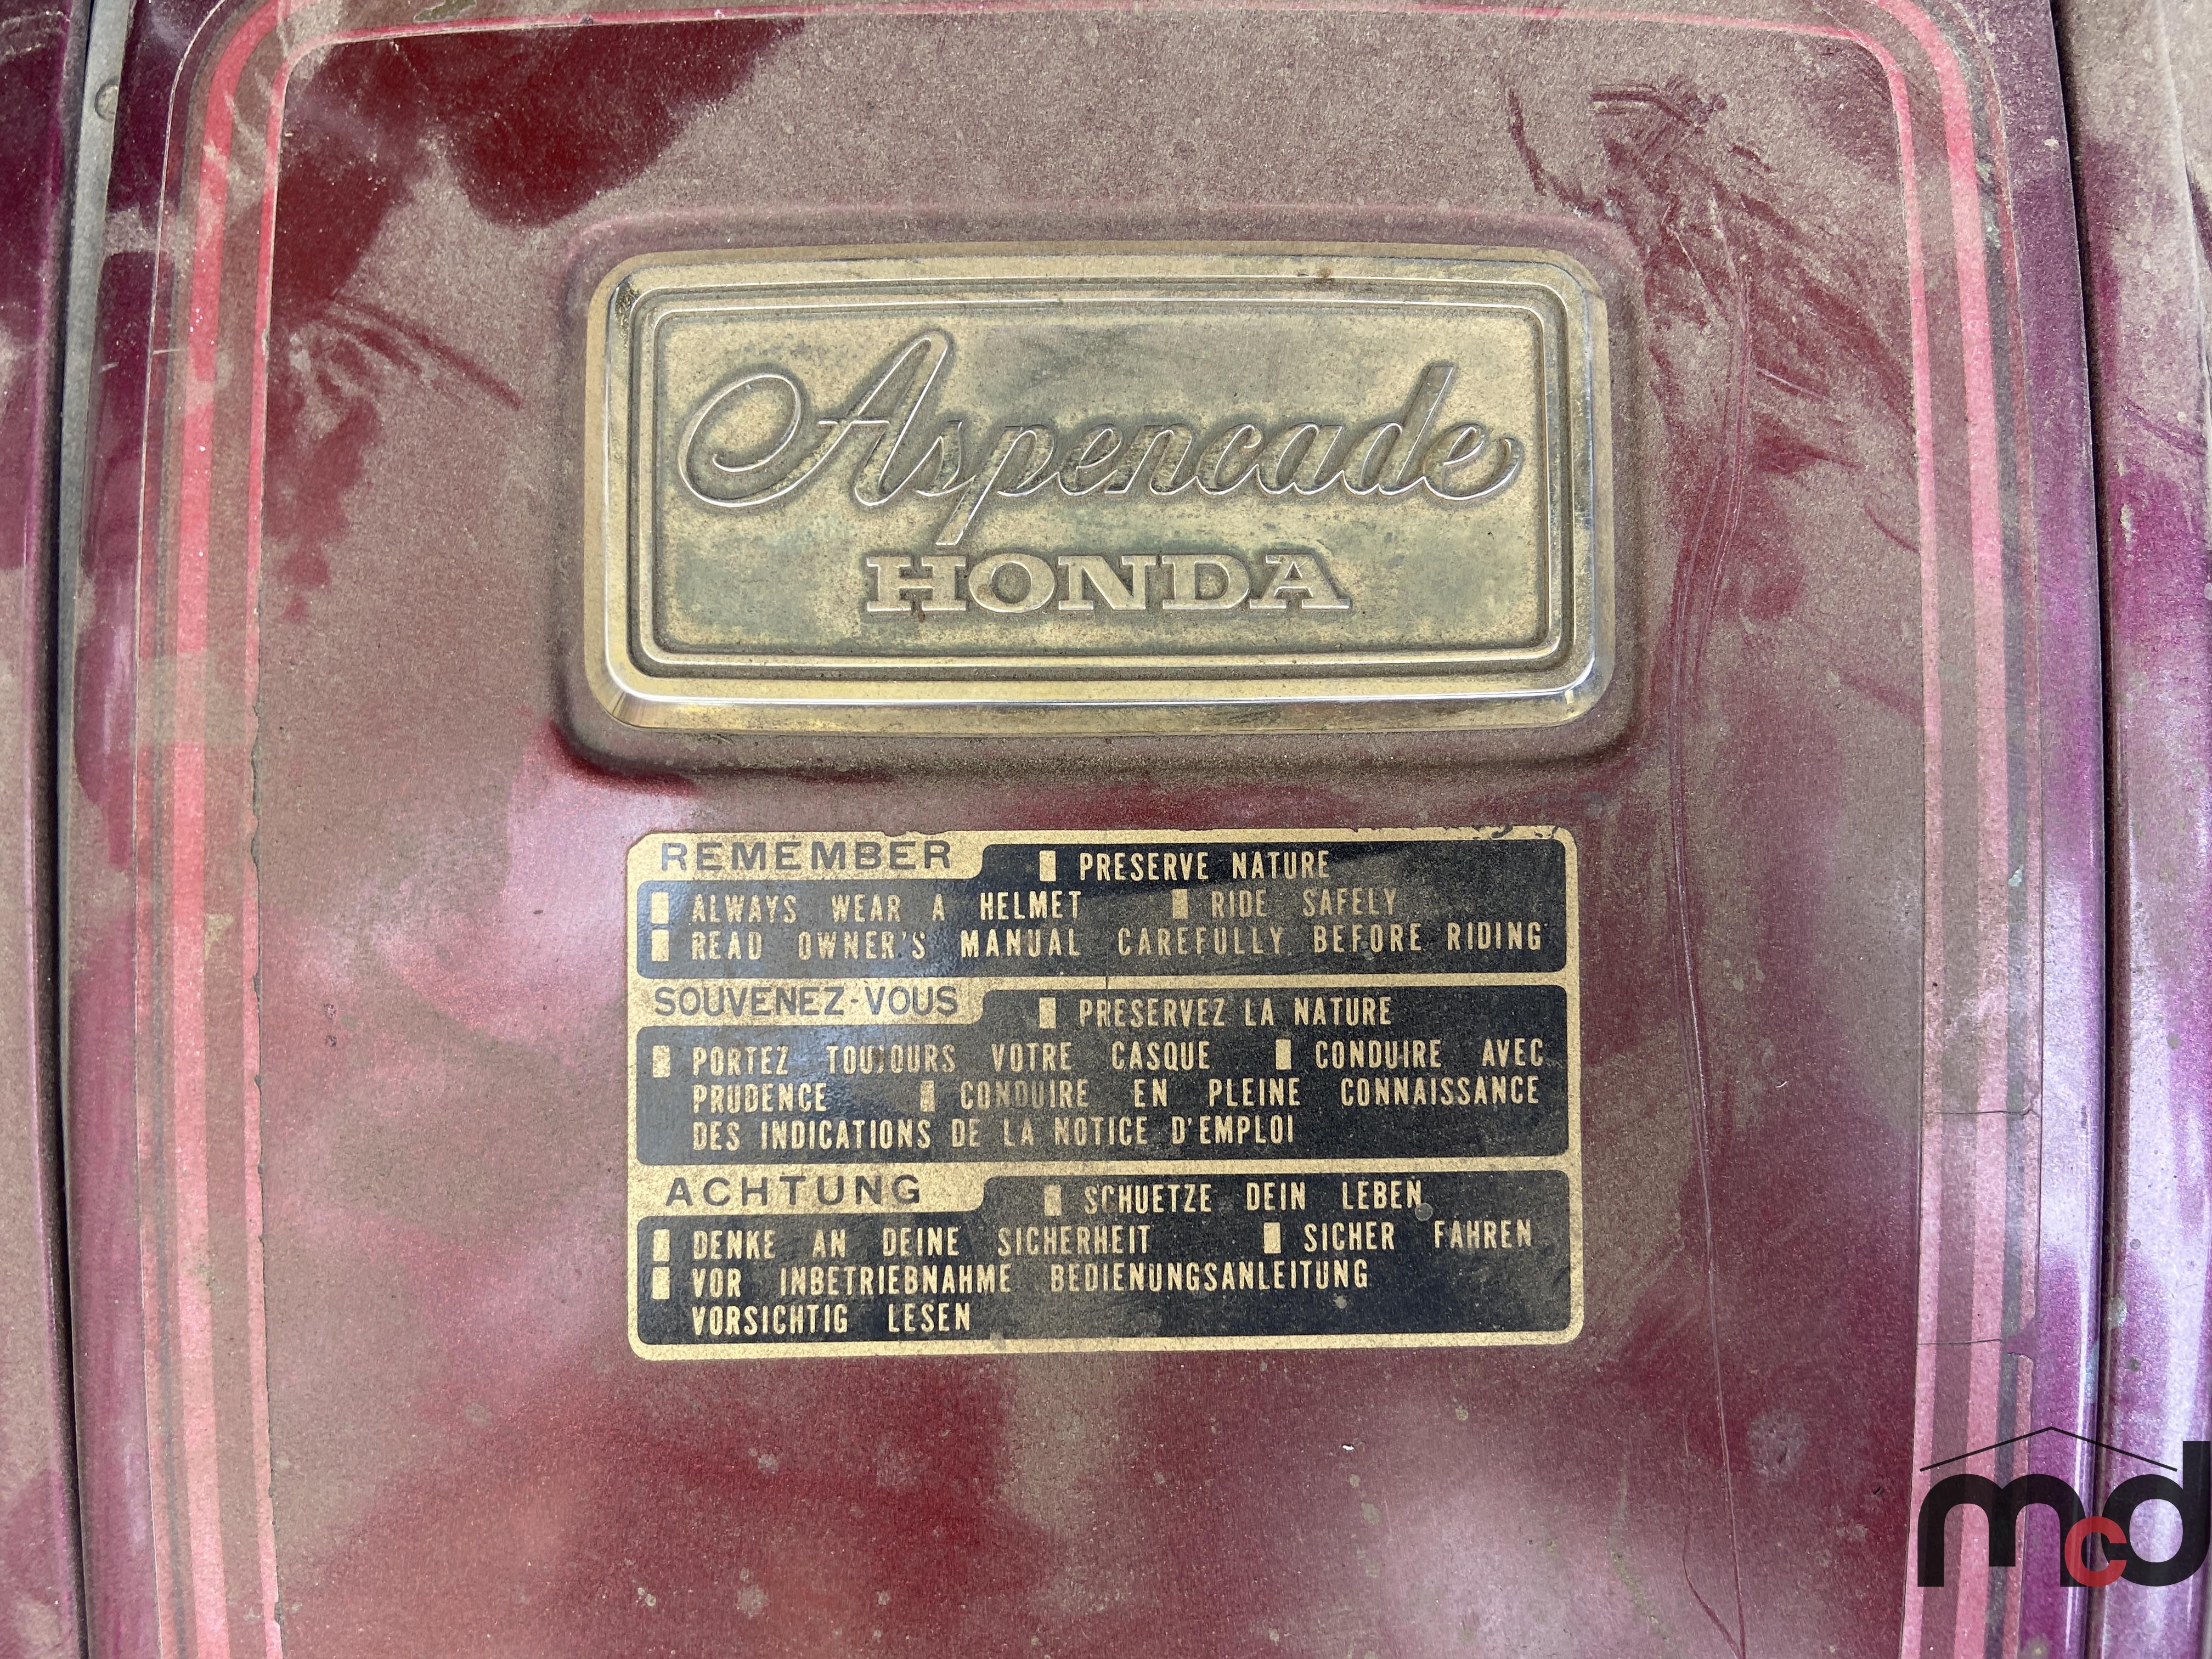 Aspencade
HONDA
REMEMBER
PRESERVE NATURE
ALWAYS WEAR A HELMET RIDE SAFELY
READ OWNER'S MANUAL CAREFULLY BEFORE RIDING
SOUVENEZ-VOUS
PRESERVEZ LA NATURE
PORTEZ TOUJOURS VOTRE CASQUE CONDUIRE AVEC
PRUDENCE CONDUIRE EN PLEINE CONNAISSANCE
DES INDICATIONS DE LA NOTICE D'EMPLOI
ACHTUNG
SCHUETZE DEIN LEBEN
DENKE AN DEINE SICHERHEIT SICHER FAHREN
VOR INBETRIEBNAHME BEDIENUNGSANLEITUNG
VORSICHTIG LESEN
mcd